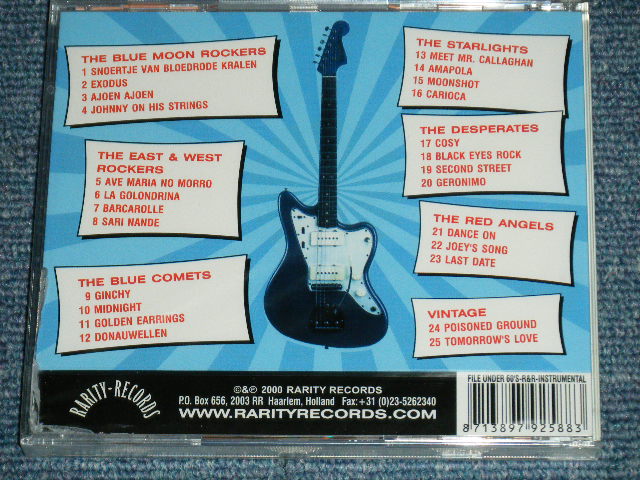 THE BLUE MOON ROCKERS
1 SNOERTJE VAN BLOEDRODE KRALEN
2 EXODUS
3 AJOEN AJOEN
4 JOHNNY ON HIS STRINGS
THE EAST & WEST
ROCKERS
5 AVE MARIA NO MORRO
6 LA GOLONDRINA
7 BARCAROLLE
8 SARI NANDE
THE BLUE COMETS
9 GINCHY
10 MIDNIGHT
11 GOLDEN EARRINGS
12 DONAUWELLEN
THE STARLIGHTS
13 MEET MR. CALLAGHAN
14 AMAPOLA
15 MOONSHOT
16 CARIOCA
THE DESPERATES
17 COSY
18 BLACK EYES ROCK
19 SECOND STREET
20 GERONIMO
THE RED ANGELS
21 DANCE ON
22 JOEY'S SONG
23 LAST DATE
VINTAGE
24 POISONED GROUND
25 TOMORROW'S LOVE
RARITY-RECORDS
©&℗ 2000 RARITY RECORDS
P.O. Box 656, 2003 RR Haarlem, Holland Fax:+31 (0)23-5262340
WWW.RARITYRECORDS.COM
FILE UNDER 60'S-R&R-INSTRUMENTAL
8 713897 925883